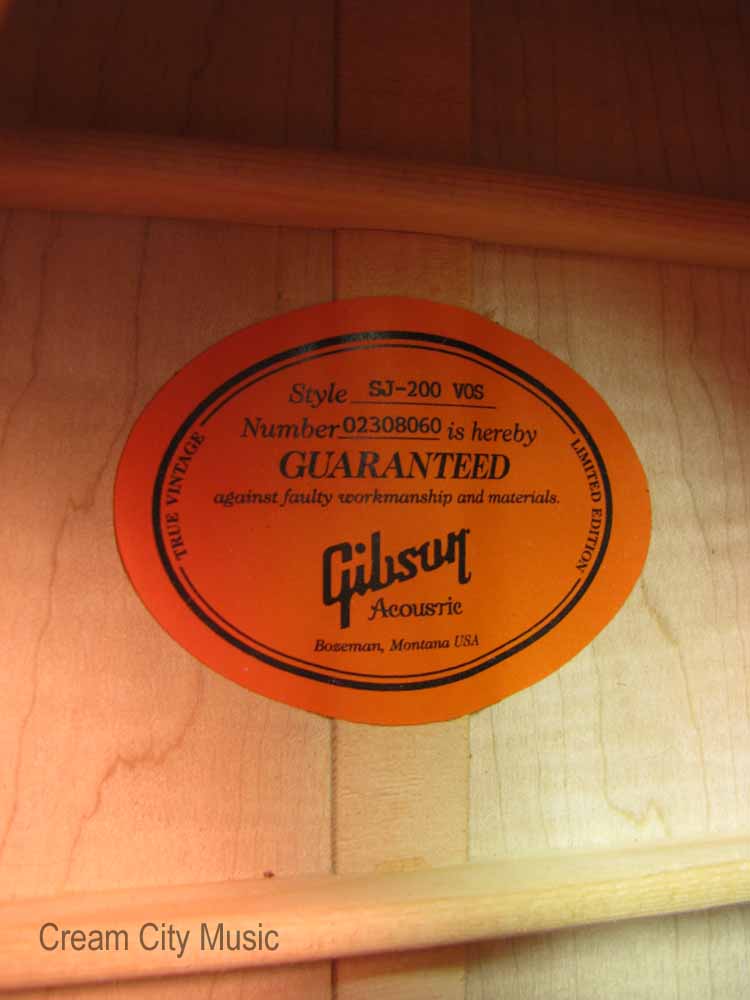 Style SJ-200 VOS
Number 02308060 is hereby
GUARANTEED
against faulty workmanship and materials.
TRUE VINTAGE
LIMITED EDITION
Gibson
Acoustic
Bozeman, Montana USA
Cream City Music